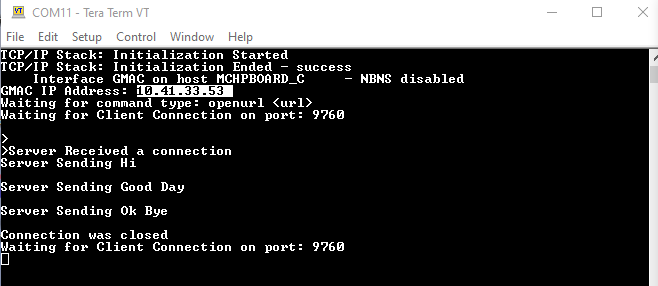 COM11 - Tera Term VT
File Edit Setup Control Window Help
TCP/IP Stack: Initialization Started
TCP/IP Stack: Initialization Ended - success
    Interface GMAC on host MCHPBOARD_C     - NBNS disabled
GMAC IP Address: 10.41.33.53
Waiting for command type: openurl <url>
Waiting for Client Connection on port: 9760
>
>Server Received a connection
Server Sending Hi
Server Sending Good Day
Server Sending Ok Bye
Connection was closed
Waiting for Client Connection on port: 9760